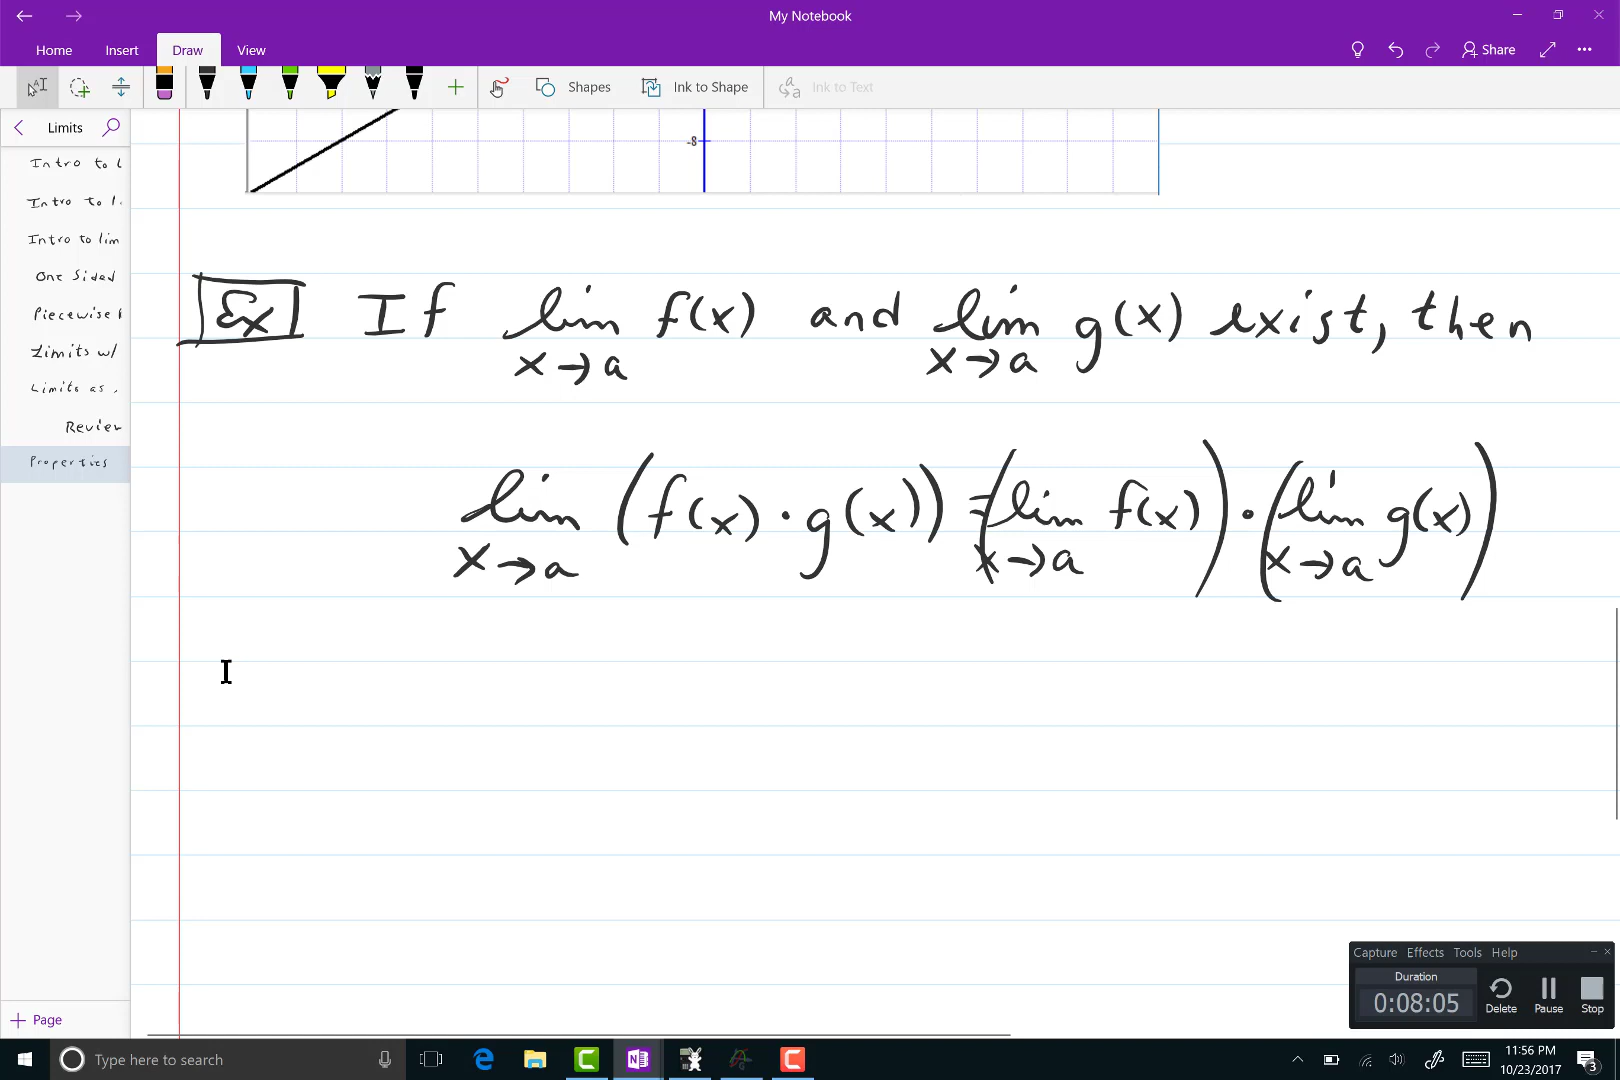 My Notebook
Home Insert Draw View
Share
Shapes Ink to Shape Ink to Text
Limits
Intro to l
Intro to l.
Intro to lim
One Sided
Piecewise
Limits w/
Limits as
Review
Properties
-8
Ex If lim f(x) and lim g(x) exist, then
x→a x→a
lim (f(x)·g(x)) = (lim f(x))·(lim g(x))
x→a x→a x→a
Capture Effects Tools Help
Duration
0:08:05
Delete Pause Stop
+ Page
Type here to search
11:56 PM
10/23/2017
3